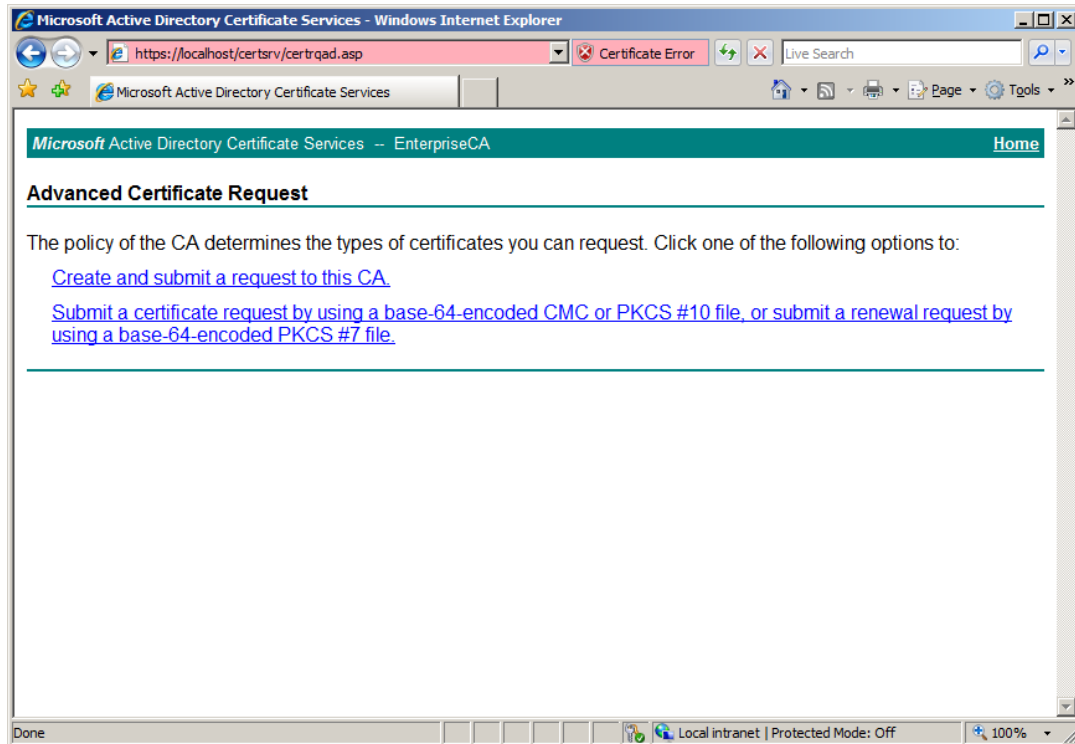 Microsoft Active Directory Certificate Services - Windows Internet Explorer
https://localhost/certsrv/certrqad.asp
Certificate Error
Live Search
Microsoft Active Directory Certificate Services
Page
Tools
»
Microsoft Active Directory Certificate Services -- EnterpriseCA
Home
Advanced Certificate Request
The policy of the CA determines the types of certificates you can request. Click one of the following options to:
Create and submit a request to this CA.
Submit a certificate request by using a base-64-encoded CMC or PKCS #10 file, or submit a renewal request by
using a base-64-encoded PKCS #7 file.
Done
Local intranet | Protected Mode: Off
100%